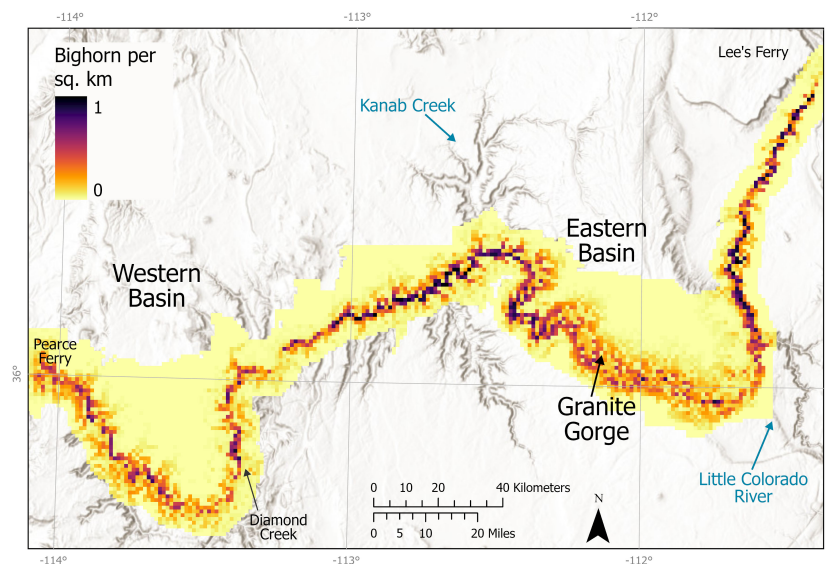 -114°
-113°
-112°
Bighorn per
sq. km
1
0
Lee's Ferry
Kanab Creek
Eastern
Basin
Western
Basin
Pearce
Ferry
36°
Granite
Gorge
Little Colorado
River
Diamond
Creek
0 10 20 40 Kilometers
0 5 10 20 Miles
N
-114°
-113°
-112°